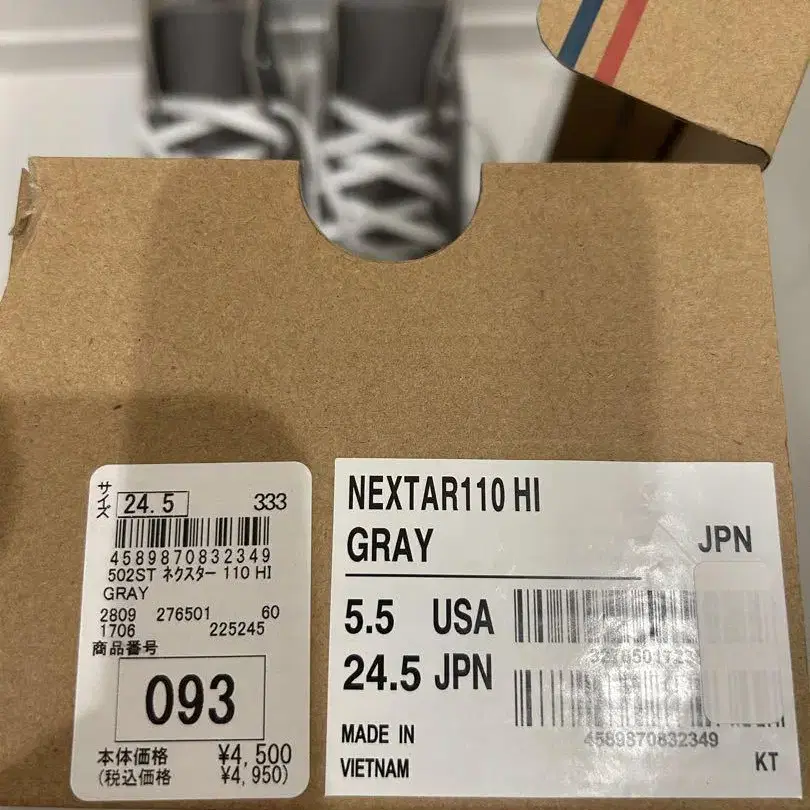 サイズ 24.5 333
4589870832349
502ST ネクスター 110 HI
GRAY
2809 276501 60
1706 225245
商品番号
093
本体価格 ¥4,500
(税込価格 ¥4,950)
NEXTAR110 HI
GRAY JPN
5.5 USA
24.5 JPN
4589870832349
MADE IN
VIETNAM
KT